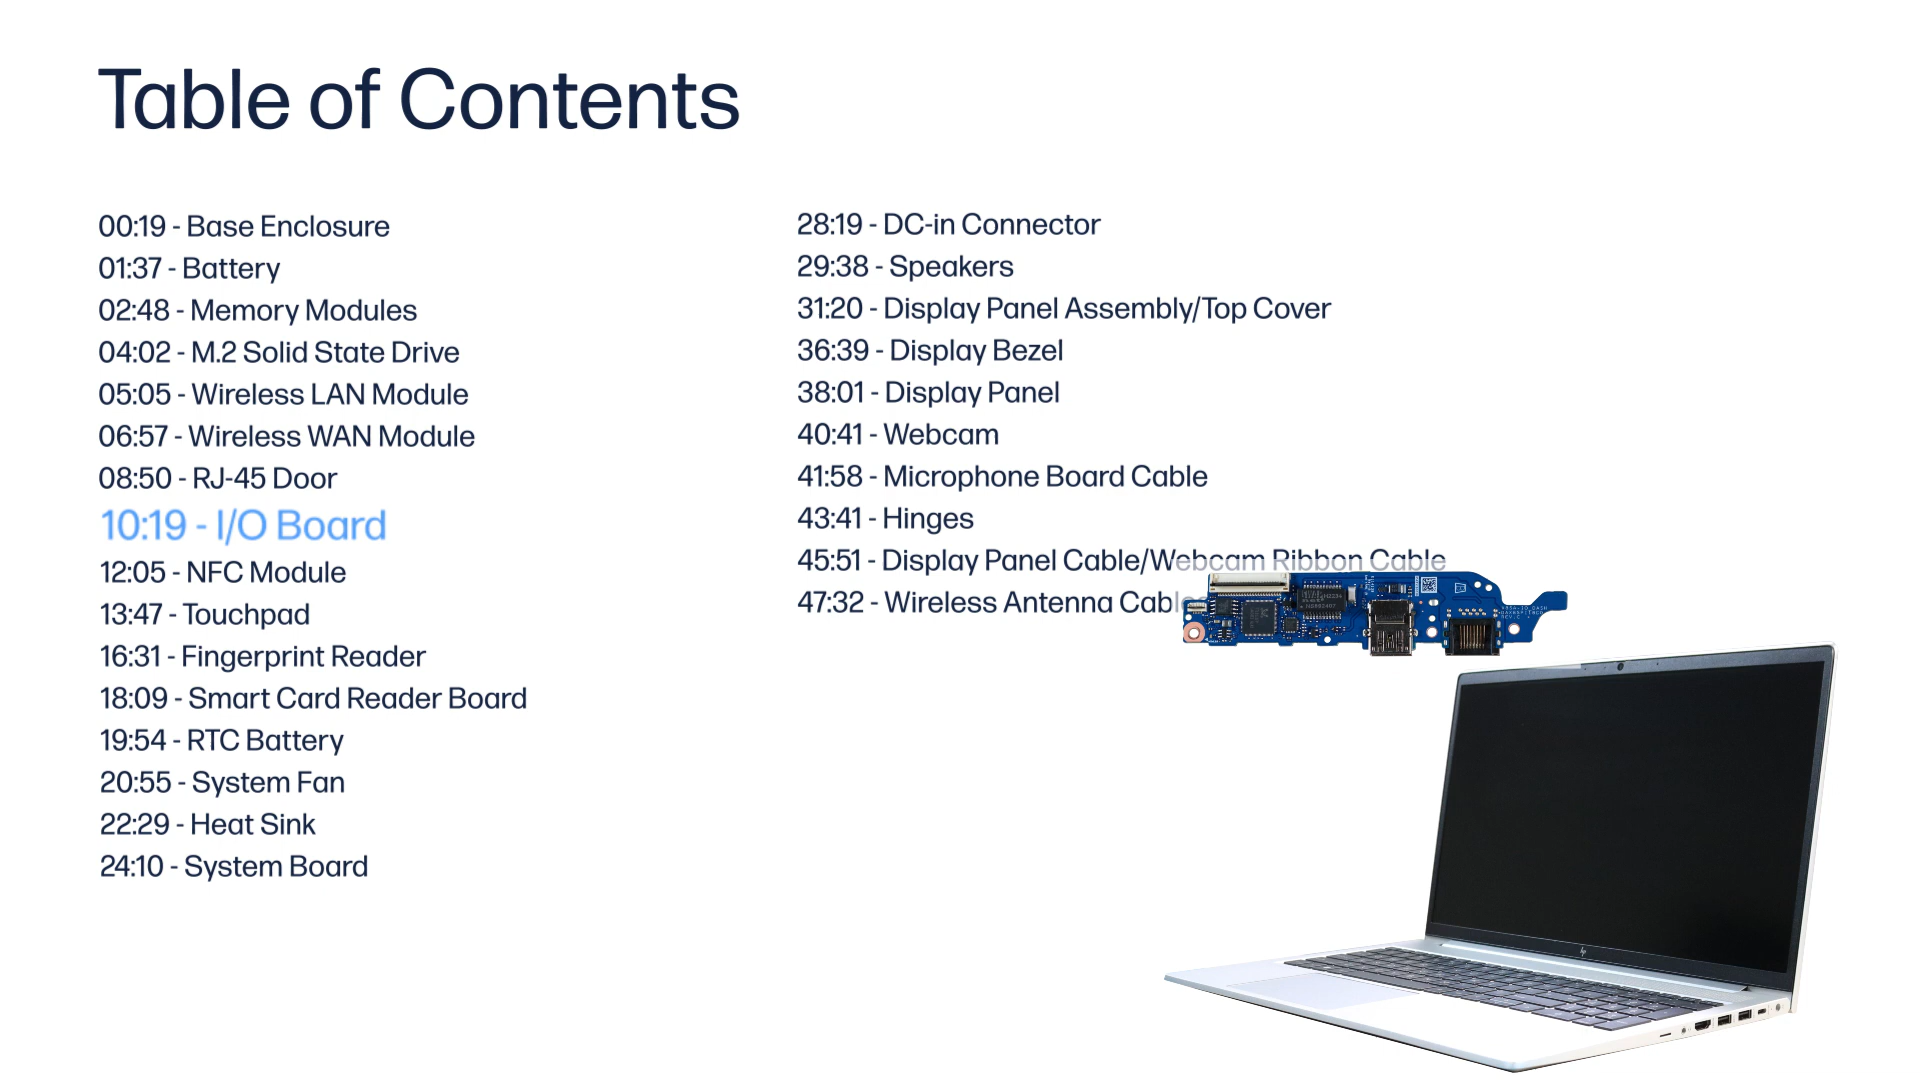 Table of Contents
00:19 - Base Enclosure
01:37 - Battery
02:48 - Memory Modules
04:02 - M.2 Solid State Drive
05:05 - Wireless LAN Module
06:57 - Wireless WAN Module
08:50 - RJ-45 Door
10:19 - I/O Board
12:05 - NFC Module
13:47 - Touchpad
16:31 - Fingerprint Reader
18:09 - Smart Card Reader Board
19:54 - RTC Battery
20:55 - System Fan
22:29 - Heat Sink
24:10 - System Board
28:19 - DC-in Connector
29:38 - Speakers
31:20 - Display Panel Assembly/Top Cover
36:39 - Display Bezel
38:01 - Display Panel
40:41 - Webcam
41:58 - Microphone Board Cable
43:41 - Hinges
45:51 - Display Panel Cable/Webcam Ribbon Cable
47:32 - Wireless Antenna Cables
hp